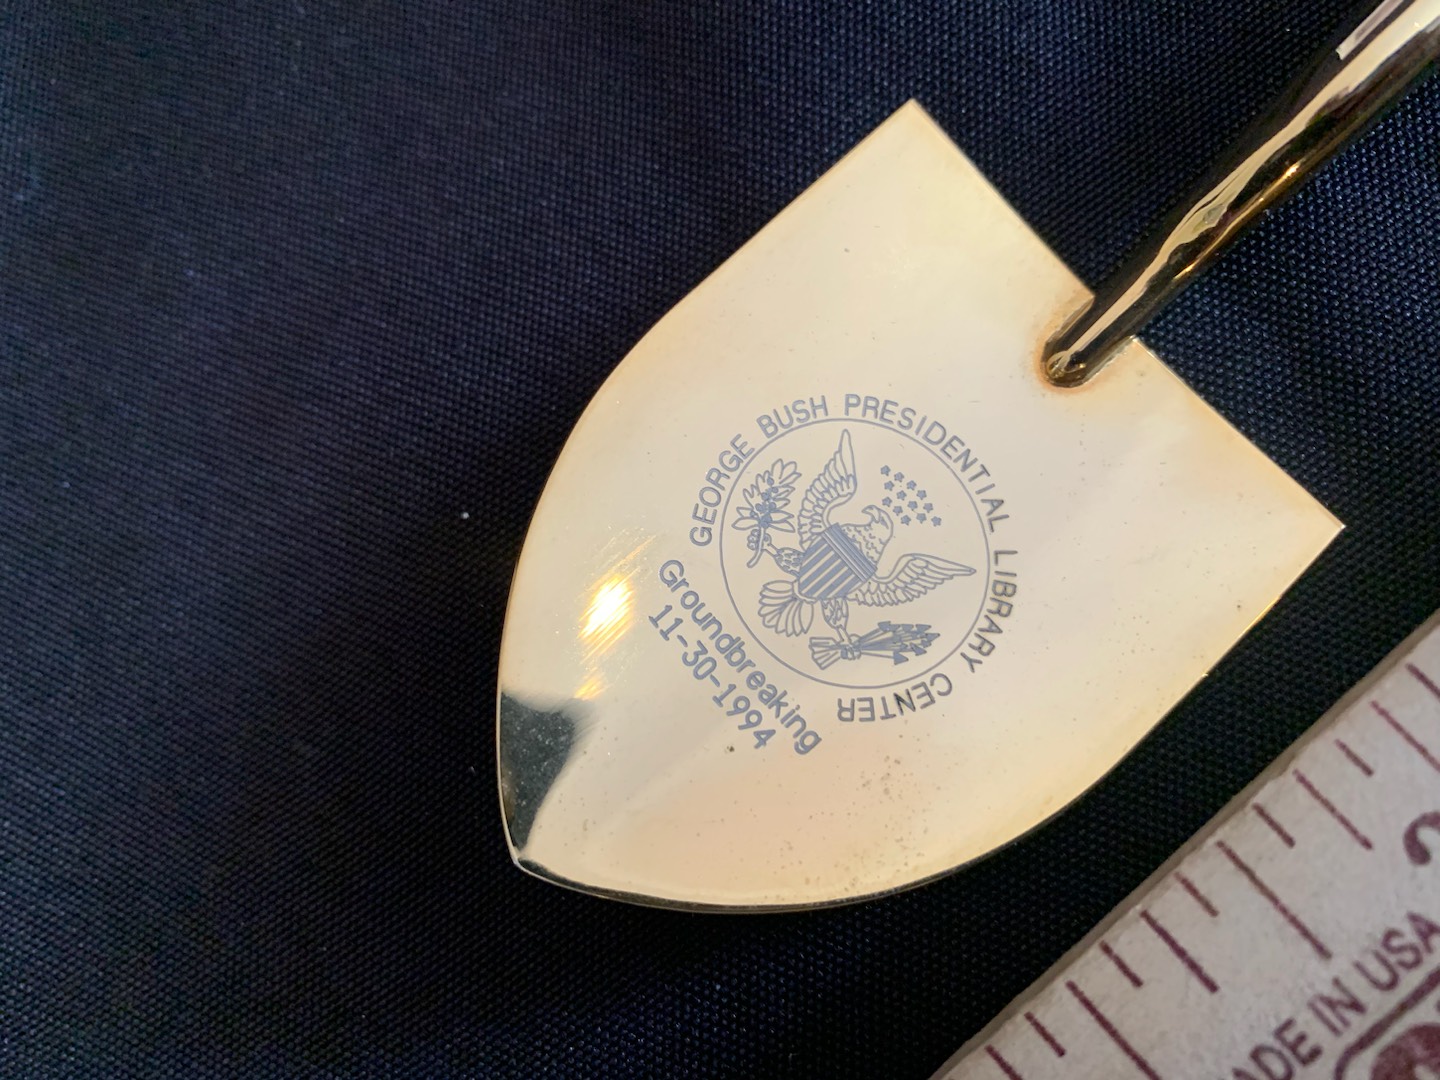 GEORGE BUSH PRESIDENTIAL LIBRARY CENTER
Groundbreaking
11-30-1994
MADE IN USA